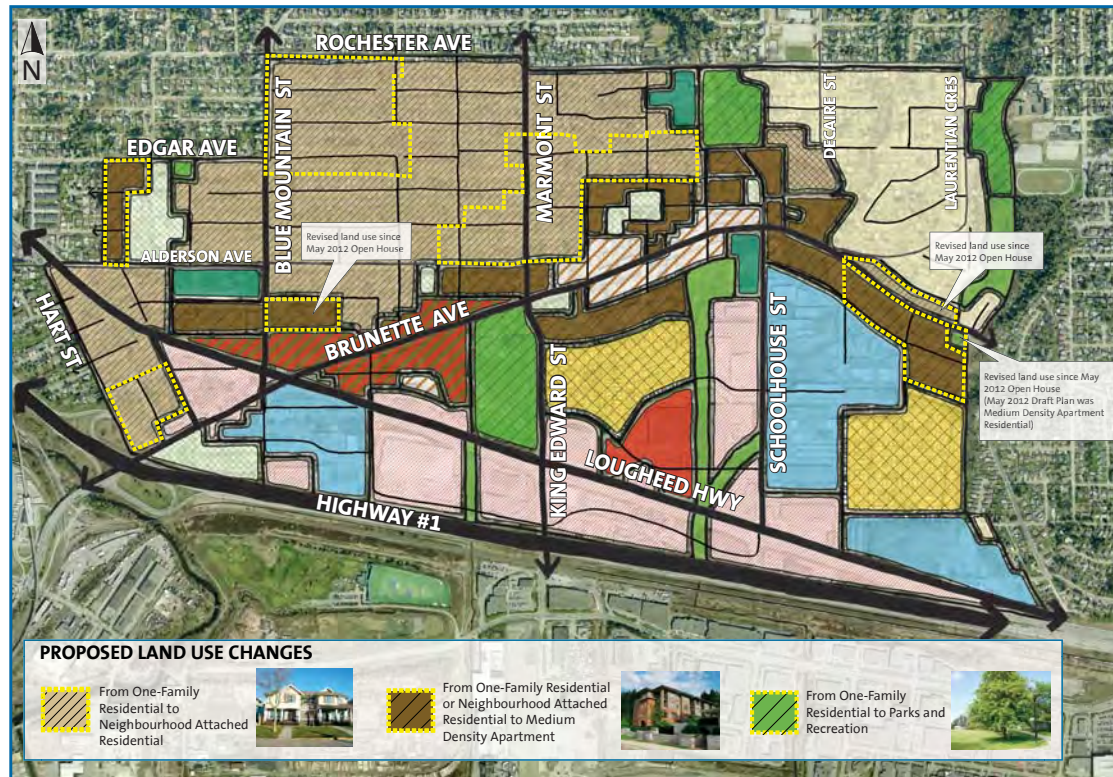 N
ROCHESTER AVE
BLUE MOUNTAIN ST
MARMONT ST
DECAIRE ST
LAURENTIAN CRES
EDGAR AVE
ALDERSON AVE
Revised land use since
May 2012 Open House
Revised land use since
May 2012 Open House
HART ST
BRUNETTE AVE
KING EDWARD ST
SCHOOLHOUSE ST
Revised land use since May
2012 Open House
(May 2012 Draft Plan was
Medium Density Apartment
Residential)
LOUGHEED HWY
HIGHWAY #1
PROPOSED LAND USE CHANGES
From One-Family
Residential to
Neighbourhood Attached
Residential
From One-Family Residential
or Neighbourhood Attached
Residential to Medium
Density Apartment
From One-Family
Residential to Parks and
Recreation